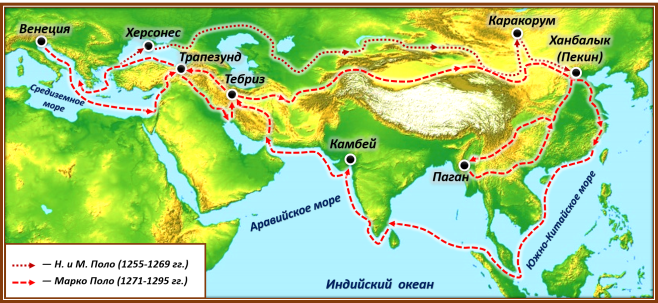 Каракорум
Венеция
Херсонес
Ханбалык
(Пекин)
Трапезунд
Тебриз
Средиземное
море
Камбей
Паган
Аравийское море
Южно-Китайское море
Индийский океан
— Н. и М. Поло (1255-1269 гг.)
— Марко Поло (1271-1295 гг.)